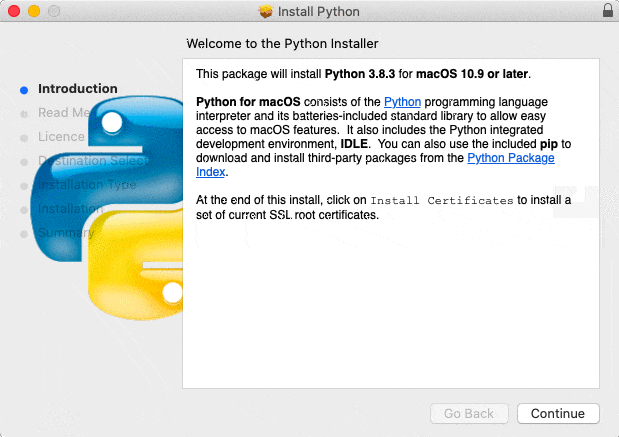 Install Python
Welcome to the Python Installer
Introduction
Read Me
Licence
Destination Select
Installation Type
Installation
Summary
This package will install Python 3.8.3 for macOS 10.9 or later.
Python for macOS consists of the Python programming language
interpreter and its batteries-included standard library to allow easy
access to macOS features.  It also includes the Python integrated
development environment, IDLE.  You can also use the included pip to
download and install third-party packages from the Python Package
Index.
At the end of this install, click on Install Certificates to install a
set of current SSL root certificates.
Go Back
Continue